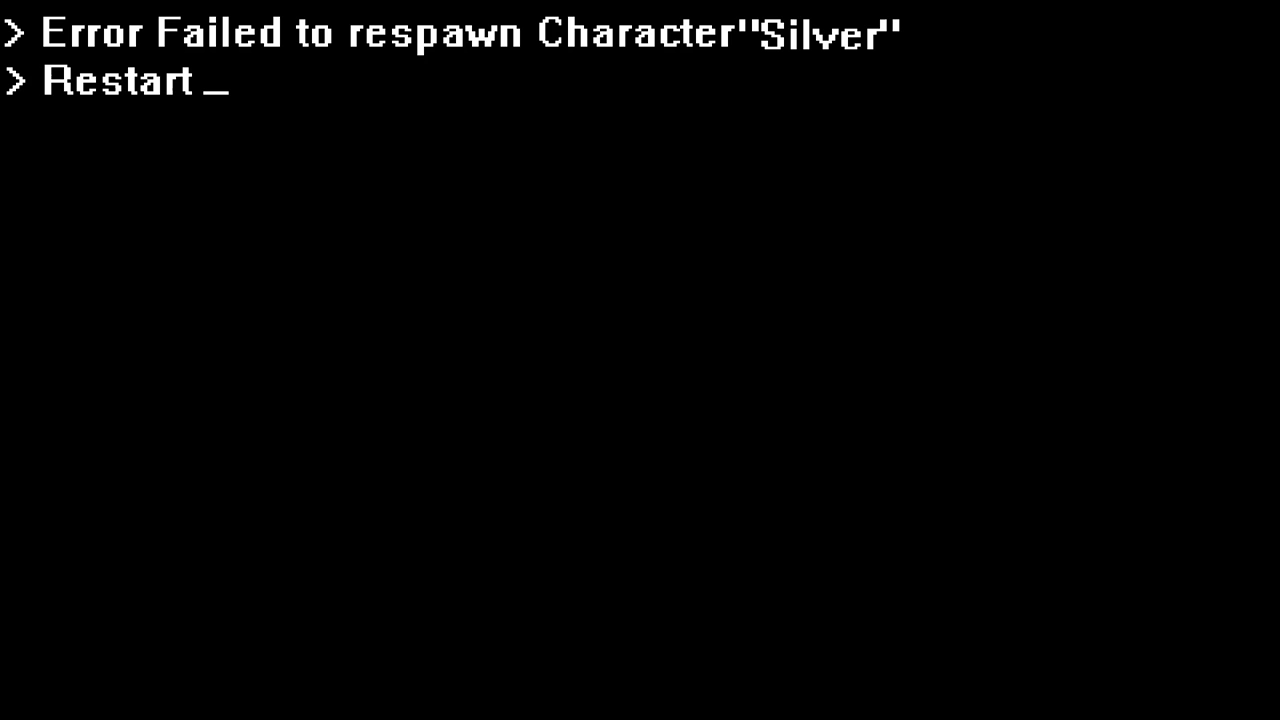 > Error Failed to respawn Character"Silver"
> Restart _